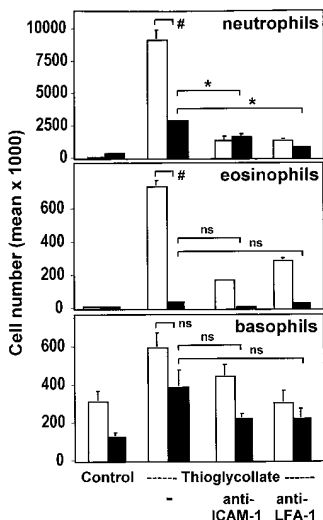 neutrophils
10000
7500
5000
2500
0
#
*
*
eosinophils
600
400
200
0
#
ns
ns
basophils
600
400
200
0
ns
ns
ns
Cell number (mean x 1000)
Control
----- Thioglycollate -----
- anti- anti-
ICAM-1 LFA-1